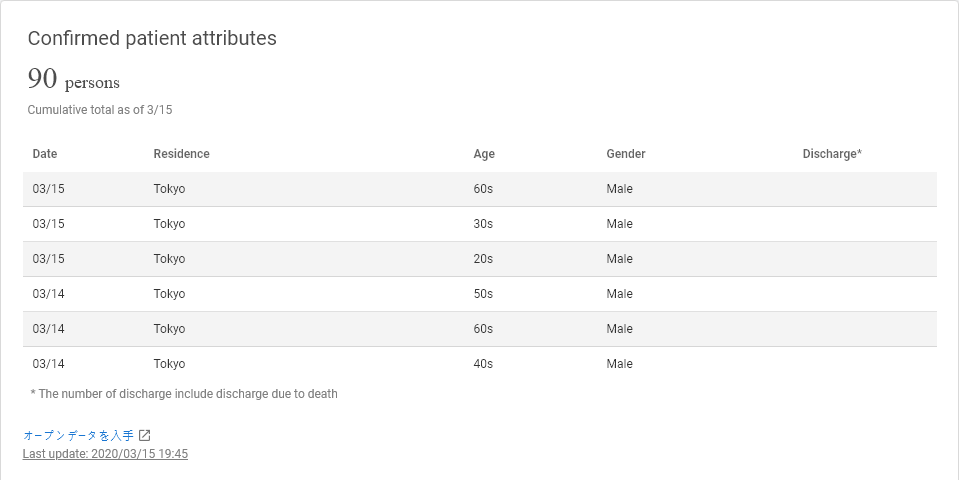 Confirmed patient attributes
90 persons
Cumulative total as of 3/15
Date Residence Age Gender Discharge*
03/15 Tokyo 60s Male
03/15 Tokyo 30s Male
03/15 Tokyo 20s Male
03/14 Tokyo 50s Male
03/14 Tokyo 60s Male
03/14 Tokyo 40s Male
* The number of discharge include discharge due to death
オープンデータを入手
Last update: 2020/03/15 19:45